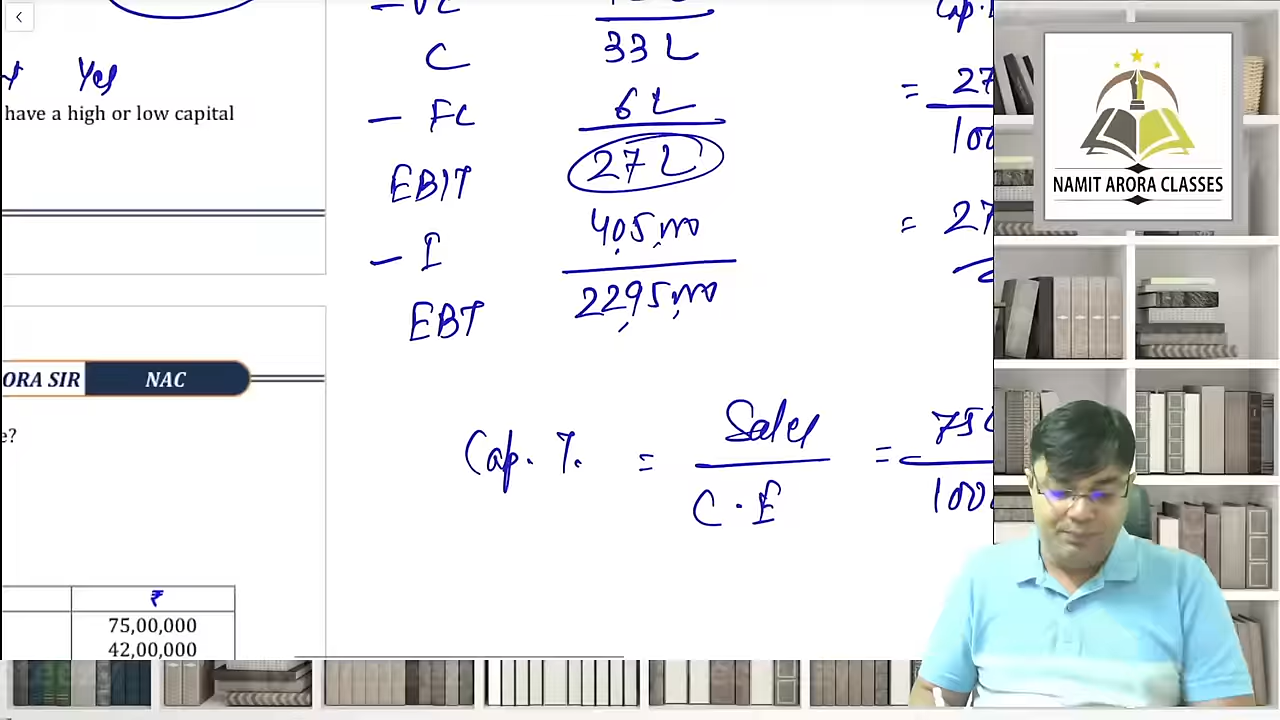 Yes
have a high or low capital
ORA SIR NAC
e?
₹
75,00,000
42,00,000
C 33 L
- FC 6 L
EBIT 27 L
- I 405,000
EBT 2295,000
Cap. T. = Sales / C.E = 75L / 100
= 27 / 100
= 27
NAMIT ARORA CLASSES